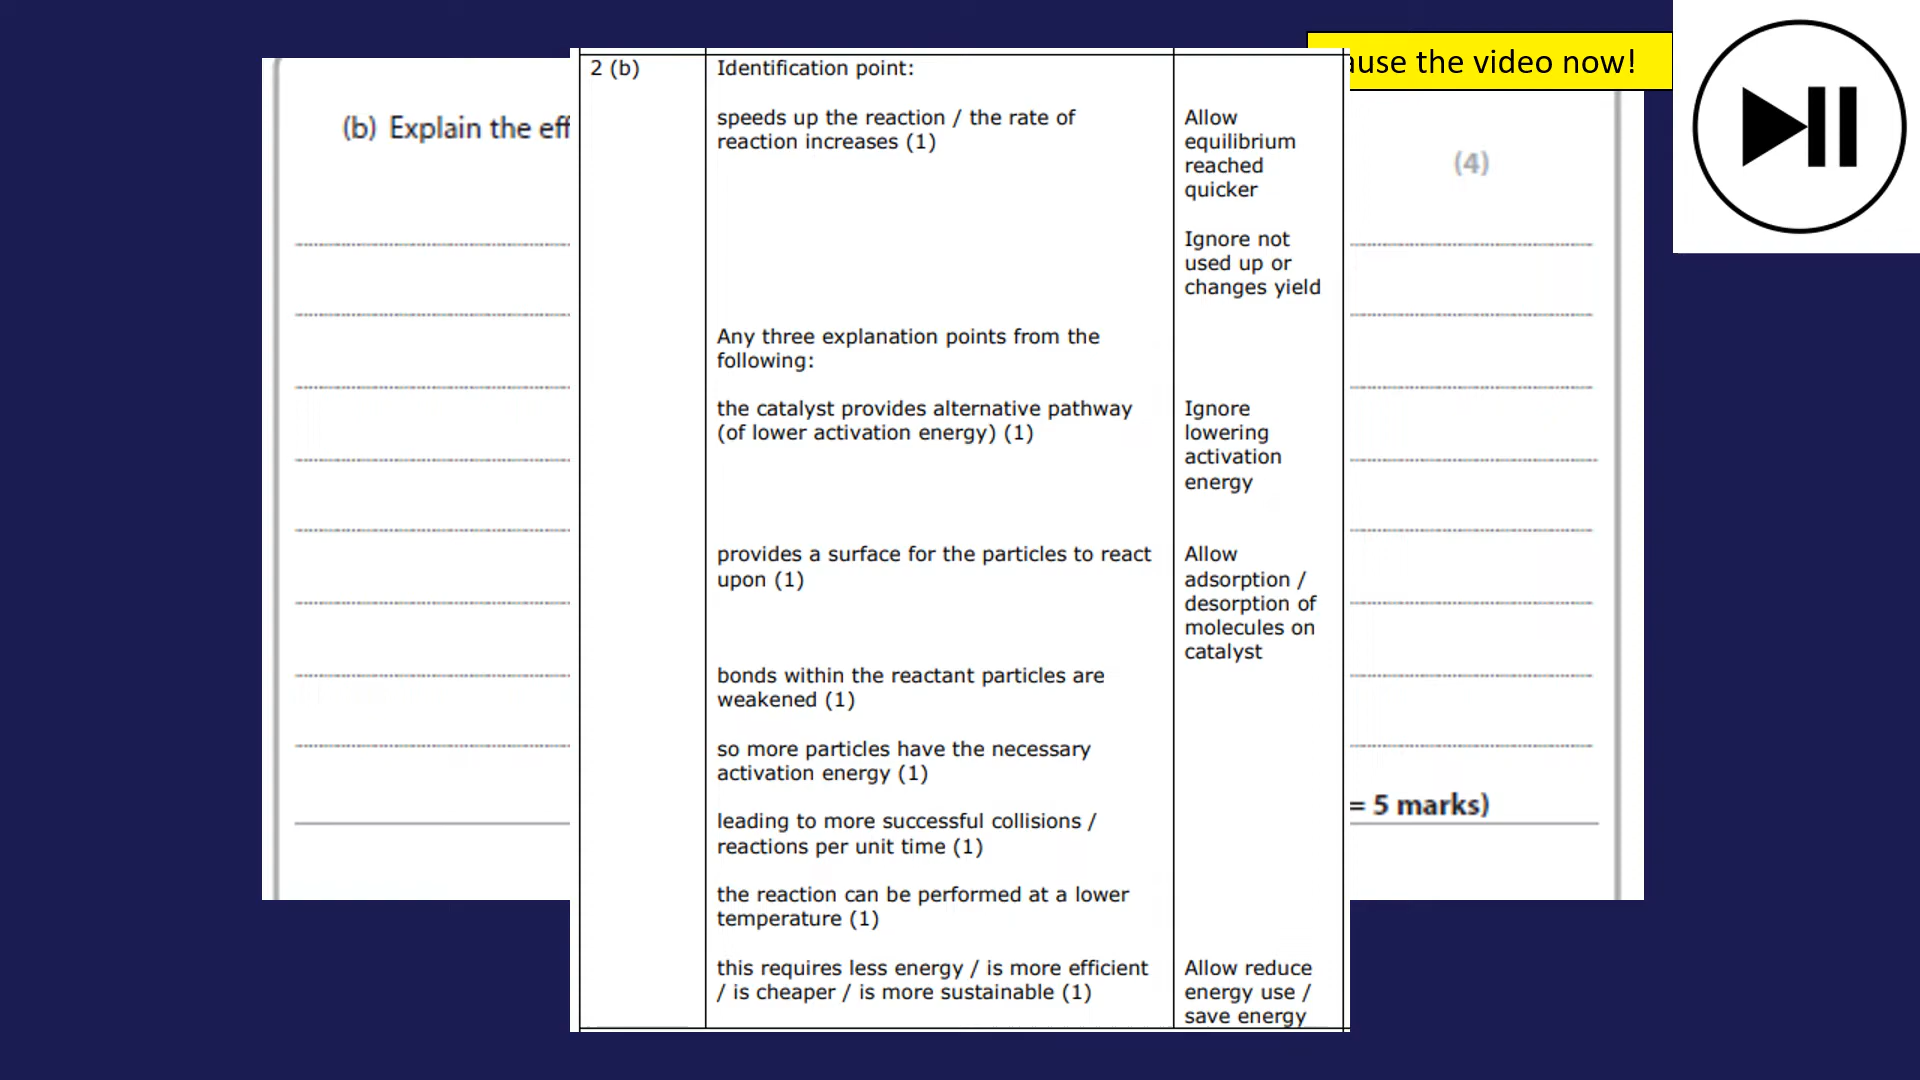 ause the video now!
(b) Explain the eff
(4)
= 5 marks)
2 (b)
Identification point:
speeds up the reaction / the rate of
reaction increases (1)
Allow
equilibrium
reached
quicker
Ignore not
used up or
changes yield
Any three explanation points from the
following:
the catalyst provides alternative pathway
(of lower activation energy) (1)
Ignore
lowering
activation
energy
provides a surface for the particles to react
upon (1)
Allow
adsorption /
desorption of
molecules on
catalyst
bonds within the reactant particles are
weakened (1)
so more particles have the necessary
activation energy (1)
leading to more successful collisions /
reactions per unit time (1)
the reaction can be performed at a lower
temperature (1)
this requires less energy / is more efficient
/ is cheaper / is more sustainable (1)
Allow reduce
energy use /
save energy